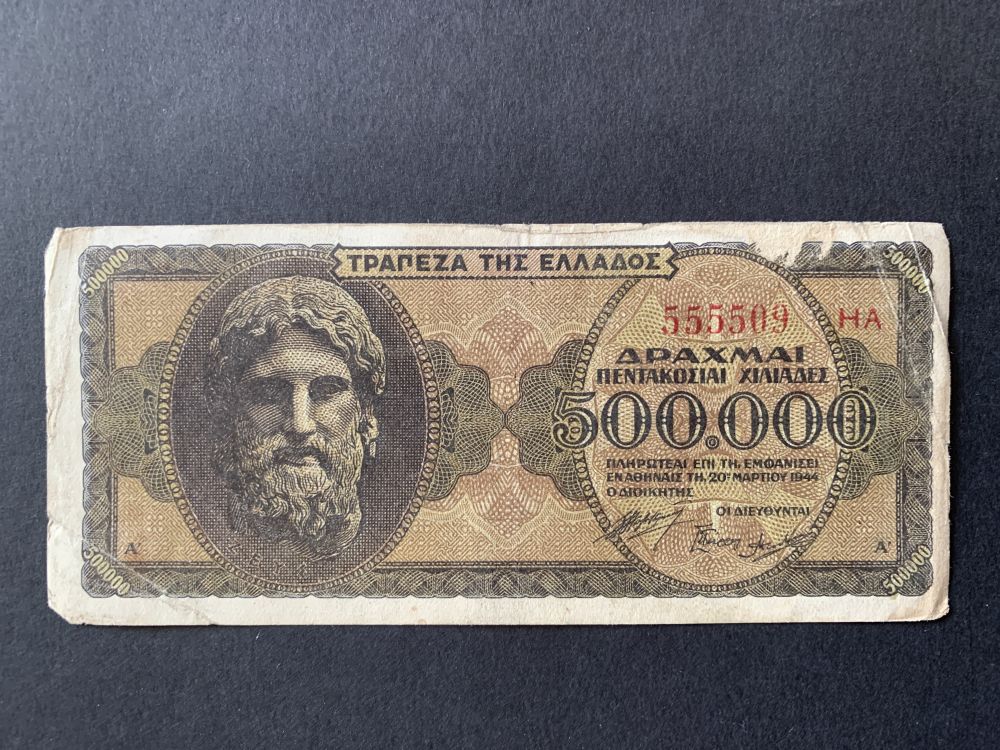 500000
500000
ΤΡΑΠΕΖΑ ΤΗΣ ΕΛΛΑΔΟΣ
555509 ΗΑ
ΔΡΑΧΜΑΙ
ΠΕΝΤΑΚΟΣΙΑΙ ΧΙΛΙΑΔΕΣ
500.000
ΠΛΗΡΩΤΕΑΙ ΕΠΙ ΤΗ, ΕΜΦΑΝΙΣΕΙ
ΕΝ ΑΘΗΝΑΙΣ ΤΗ, 20ῌ ΜΑΡΤΙΟΥ 1944
Ο ΔΙΟΙΚΗΤΗΣ
ΟΙ ΔΙΕΥΘΥΝΤΑΙ
Α'
Α'
500000
500000